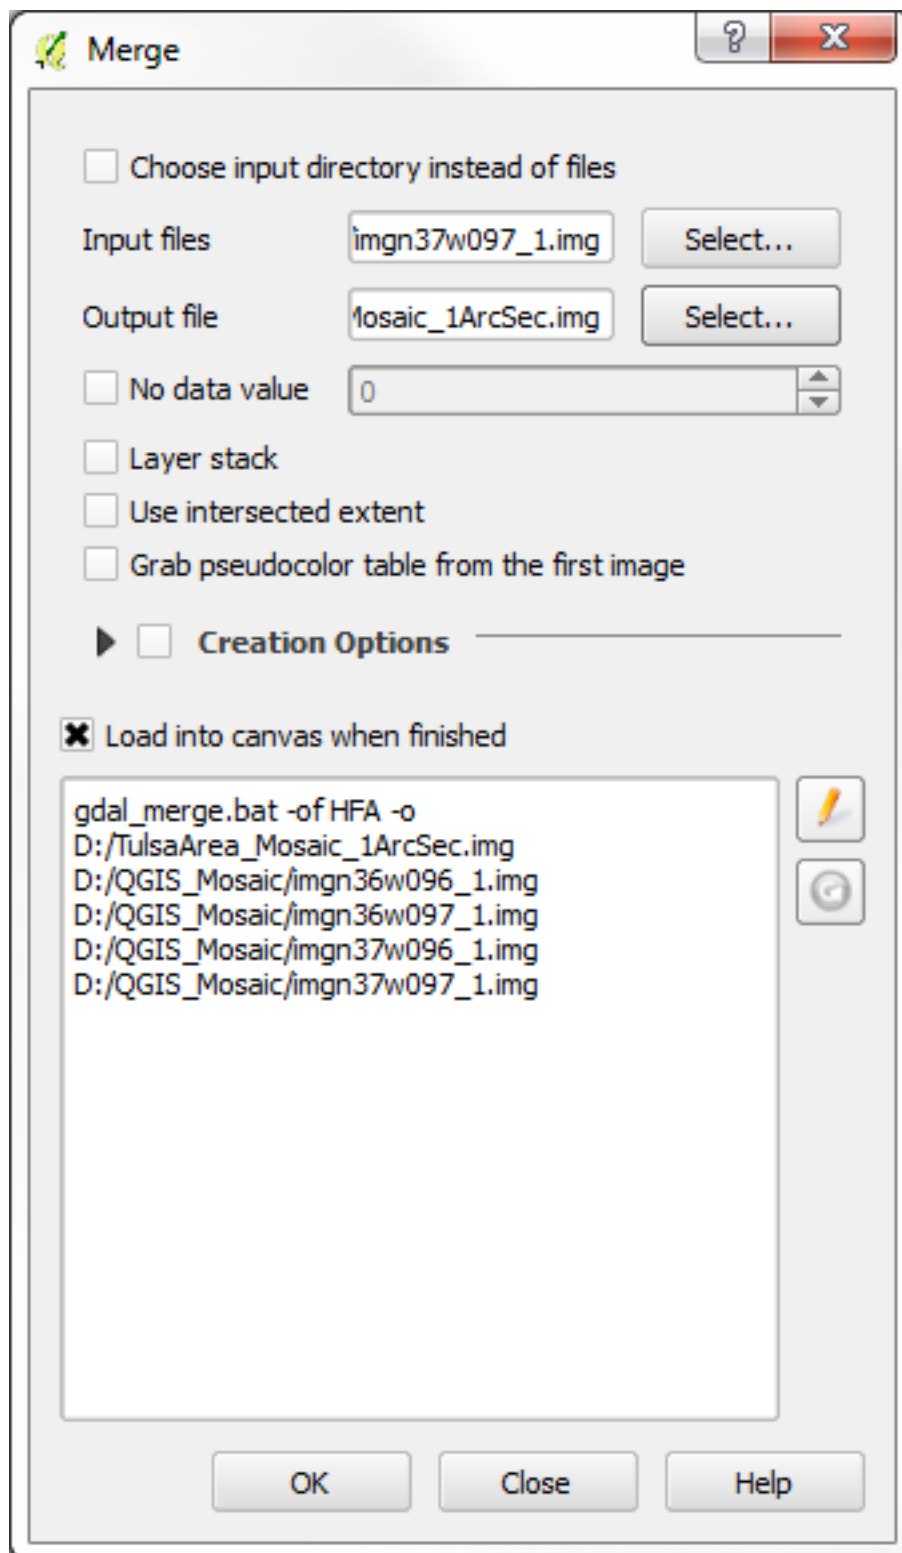 Merge
Choose input directory instead of files
Input files imgn37w097_1.img Select...
Output file Mosaic_1ArcSec.img Select...
No data value 0
Layer stack
Use intersected extent
Grab pseudocolor table from the first image
Creation Options
Load into canvas when finished
gdal_merge.bat -of HFA -o
D:/TulsaArea_Mosaic_1ArcSec.img
D:/QGIS_Mosaic/imgn36w096_1.img
D:/QGIS_Mosaic/imgn36w097_1.img
D:/QGIS_Mosaic/imgn37w096_1.img
D:/QGIS_Mosaic/imgn37w097_1.img
OK Close Help